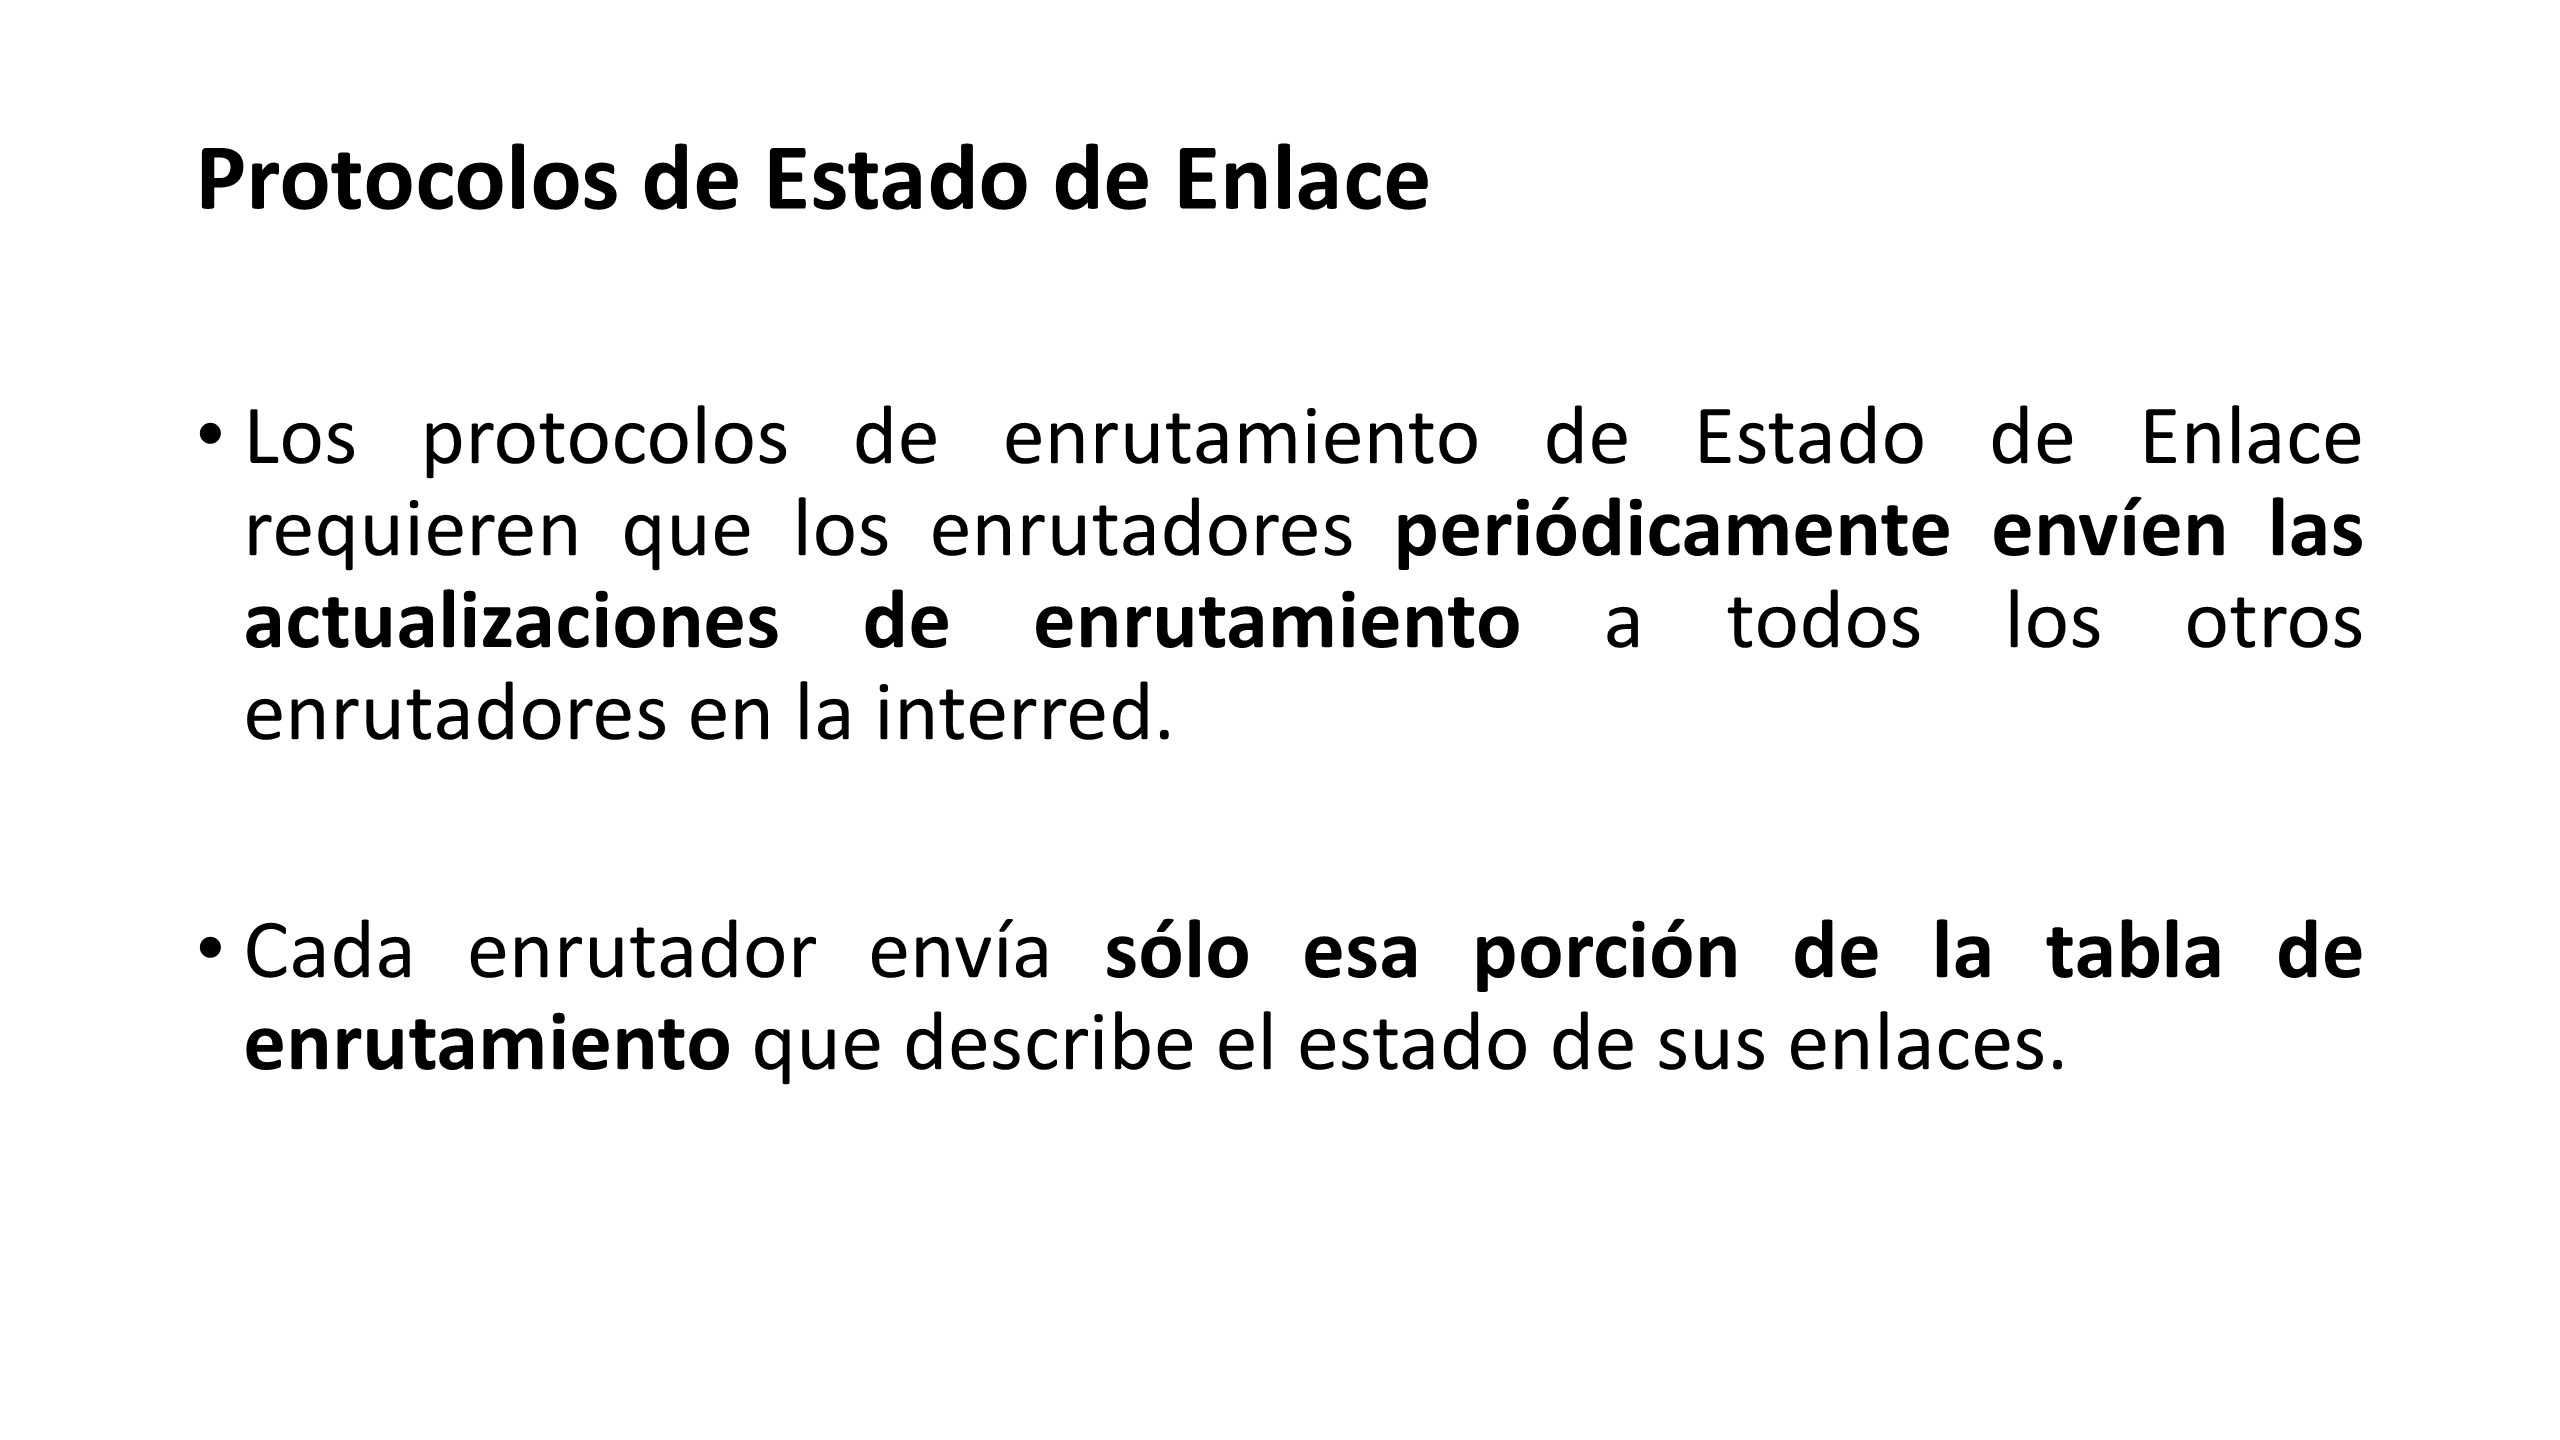 Protocolos de Estado de Enlace
• Los protocolos de enrutamiento de Estado de Enlace
requieren que los enrutadores periódicamente envíen las
actualizaciones de enrutamiento a todos los otros
enrutadores en la interred.
• Cada enrutador envía sólo esa porción de la tabla de
enrutamiento que describe el estado de sus enlaces.